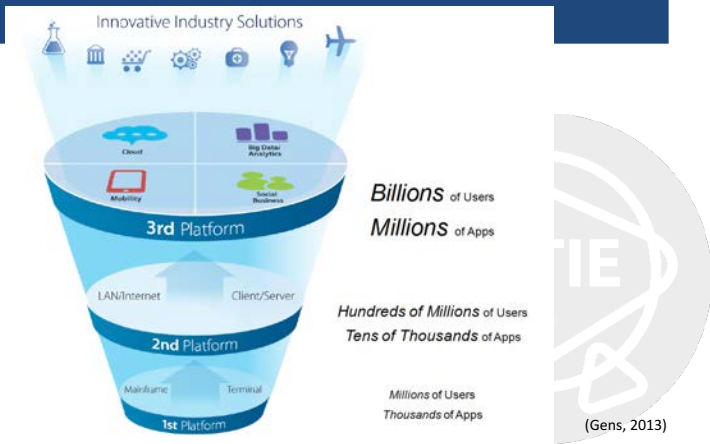 Innovative Industry Solutions
Cloud
Big Data/
Analytics
Mobility
Social
Business
3rd Platform
Billions of Users
Millions of Apps
LAN/Internet
Client/Server
2nd Platform
Hundreds of Millions of Users
Tens of Thousands of Apps
Mainframe
Terminal
1st Platform
Millions of Users
Thousands of Apps
TIE
(Gens, 2013)